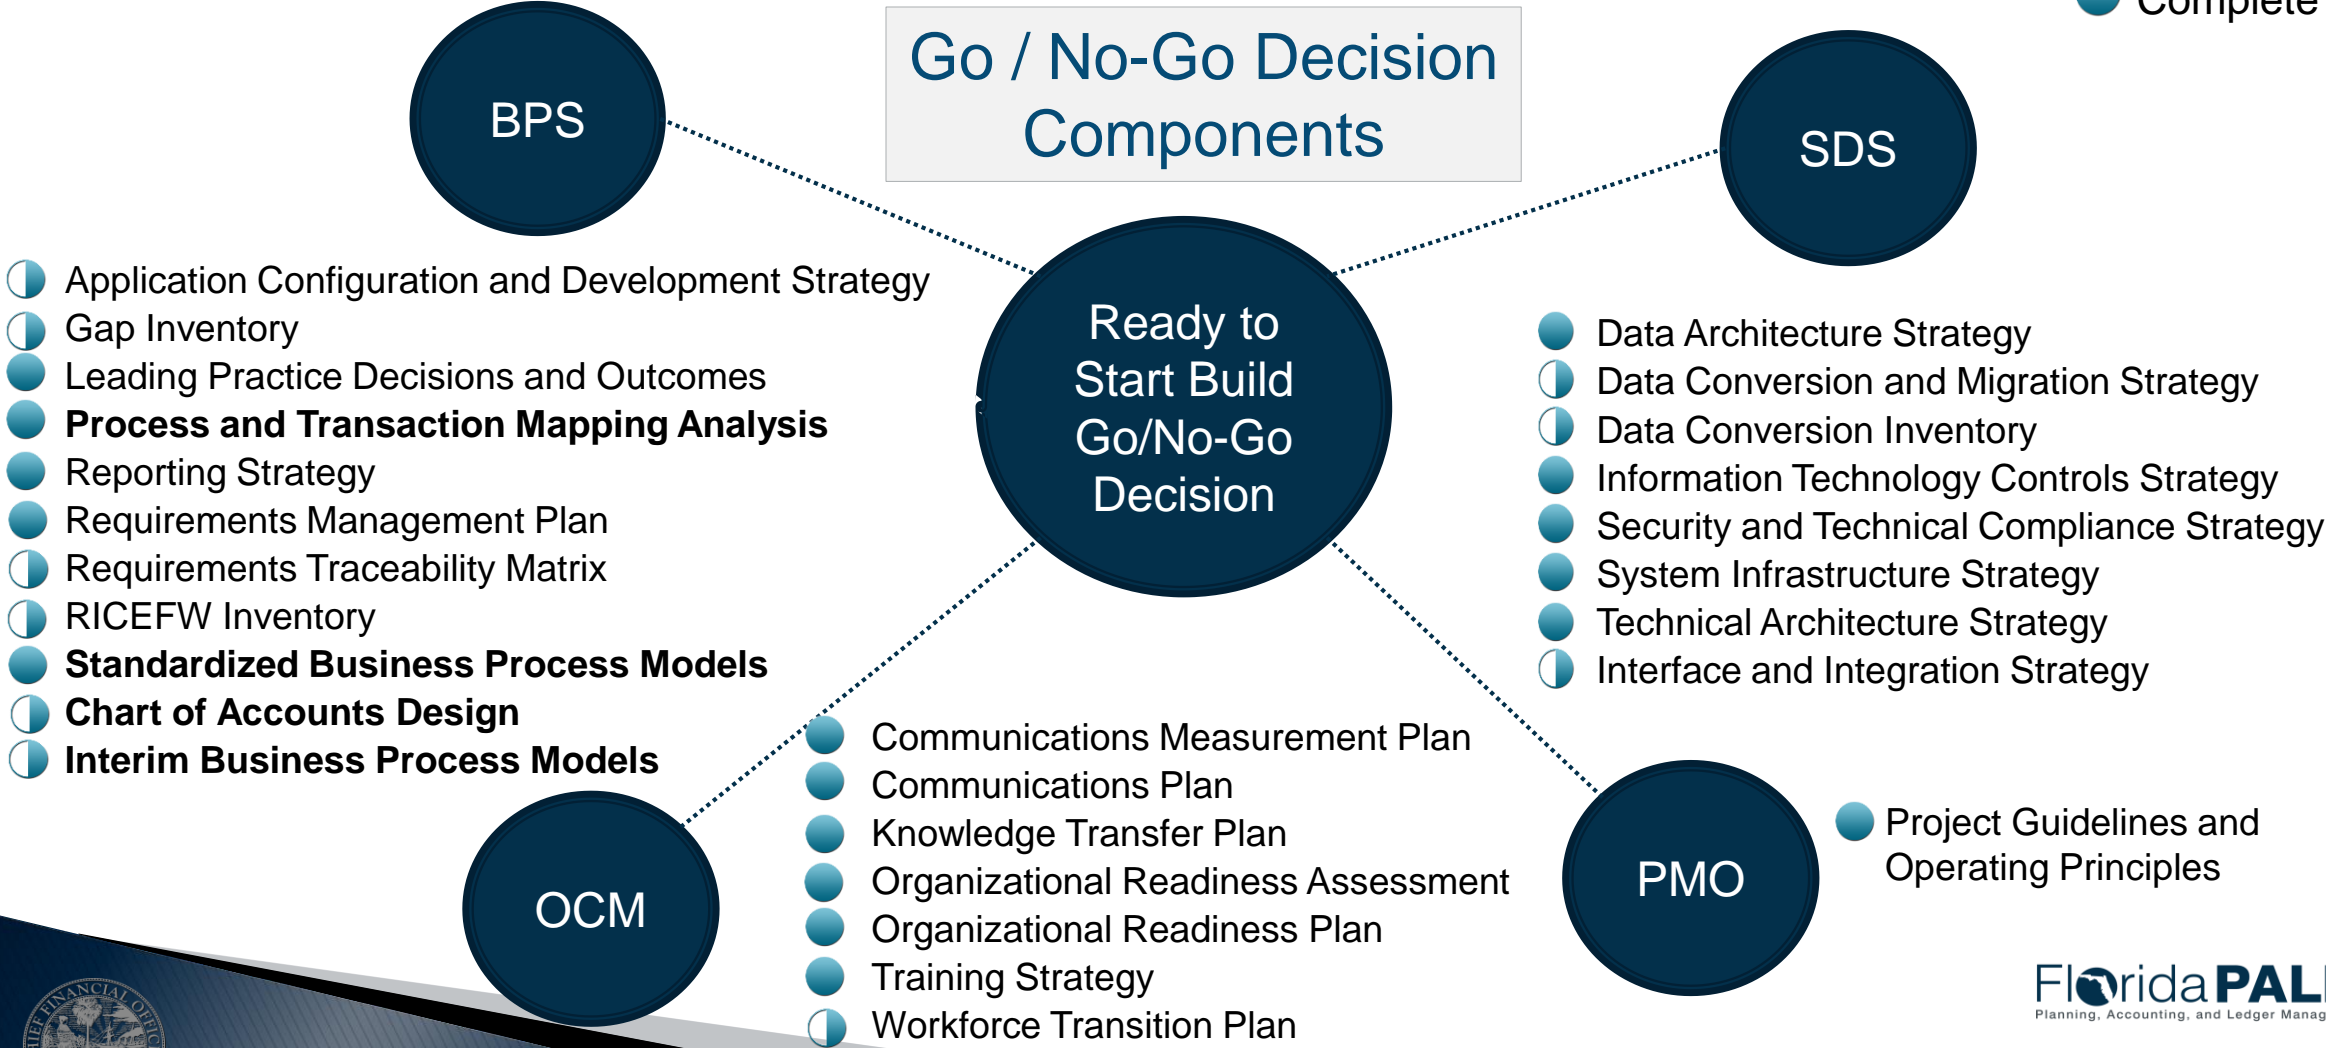 Complete
Go / No-Go Decision
Components
BPS
SDS
Application Configuration and Development Strategy
Gap Inventory
Leading Practice Decisions and Outcomes
Process and Transaction Mapping Analysis
Reporting Strategy
Requirements Management Plan
Requirements Traceability Matrix
RICEFW Inventory
Standardized Business Process Models
Chart of Accounts Design
Interim Business Process Models
Ready to
Start Build
Go/No-Go
Decision
Data Architecture Strategy
Data Conversion and Migration Strategy
Data Conversion Inventory
Information Technology Controls Strategy
Security and Technical Compliance Strategy
System Infrastructure Strategy
Technical Architecture Strategy
Interface and Integration Strategy
OCM
Communications Measurement Plan
Communications Plan
Knowledge Transfer Plan
Organizational Readiness Assessment
Organizational Readiness Plan
Training Strategy
Workforce Transition Plan
PMO
Project Guidelines and
Operating Principles
Florida PAL
Planning, Accounting, and Ledger Manag
CHIEF FINANCIAL OFFIC